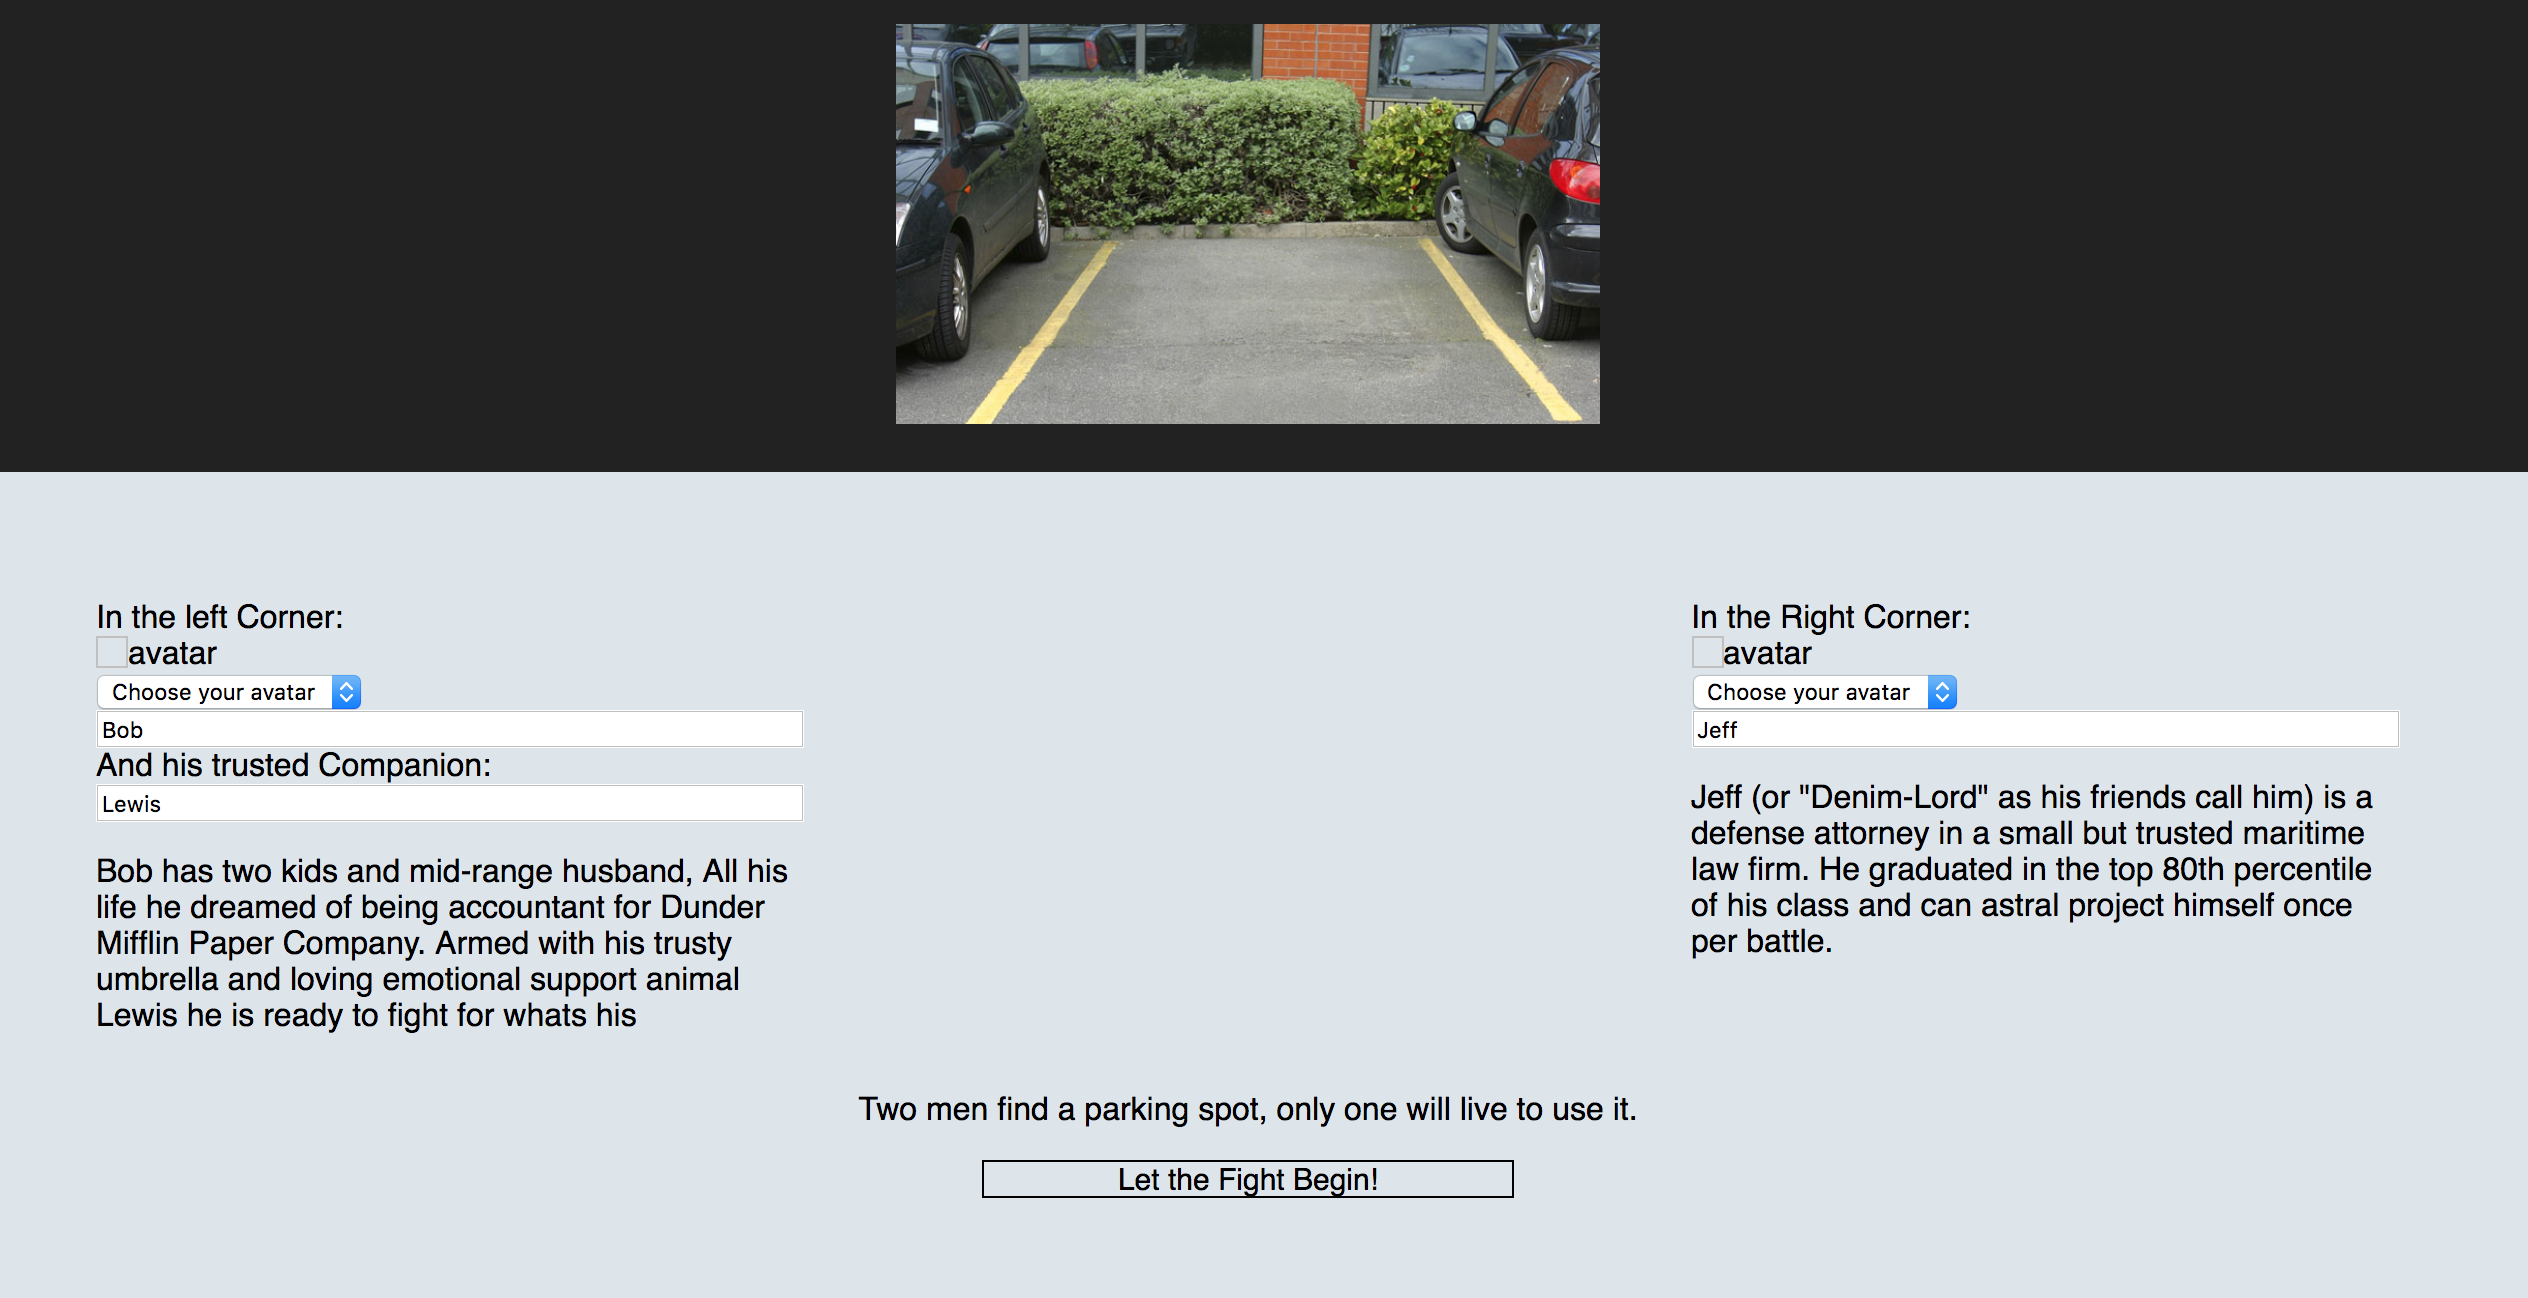 In the left Corner:
avatar
Choose your avatar
Bob
And his trusted Companion:
Lewis
Bob has two kids and mid-range husband, All his
life he dreamed of being accountant for Dunder
Mifflin Paper Company. Armed with his trusty
umbrella and loving emotional support animal
Lewis he is ready to fight for whats his
In the Right Corner:
avatar
Choose your avatar
Jeff
Jeff (or "Denim-Lord" as his friends call him) is a
defense attorney in a small but trusted maritime
law firm. He graduated in the top 80th percentile
of his class and can astral project himself once
per battle.
Two men find a parking spot, only one will live to use it.
Let the Fight Begin!